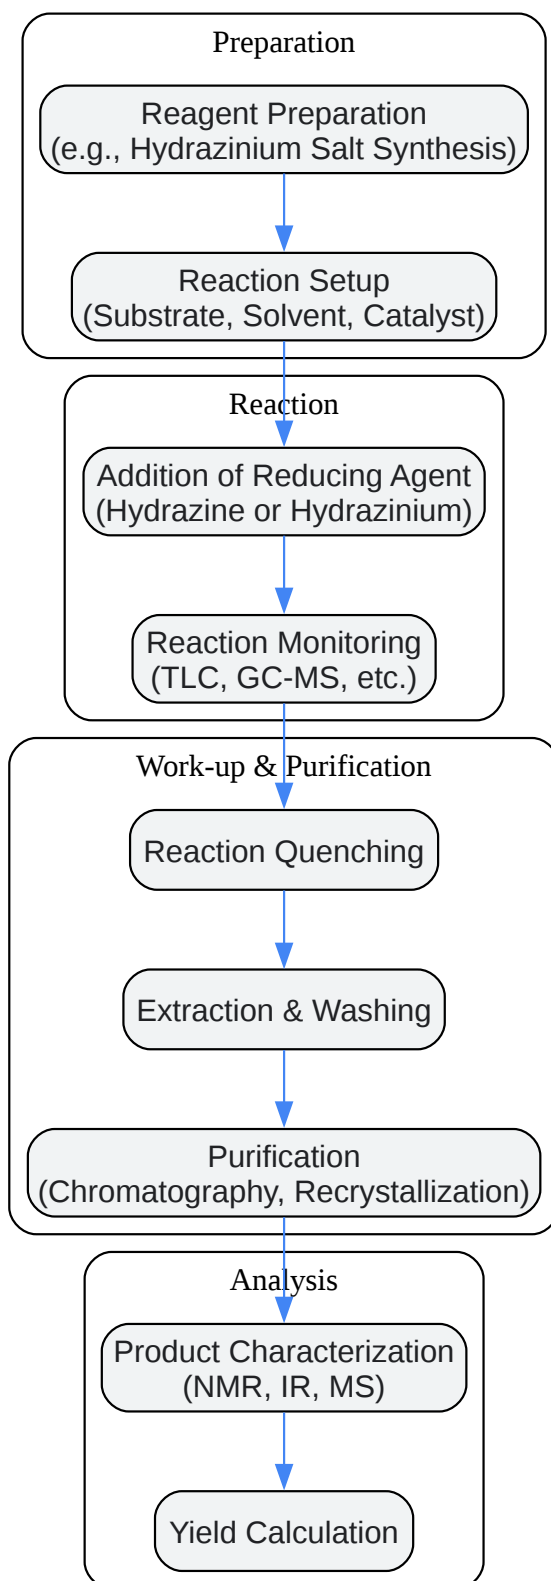 Preparation
Reagent Preparation
(e.g., Hydrazinium Salt Synthesis)
Reaction Setup
(Substrate, Solvent, Catalyst)
Reaction
Addition of Reducing Agent
(Hydrazine or Hydrazinium)
Reaction Monitoring
(TLC, GC-MS, etc.)
Work-up & Purification
Reaction Quenching
Extraction & Washing
Purification
(Chromatography, Recrystallization)
Analysis
Product Characterization
(NMR, IR, MS)
Yield Calculation